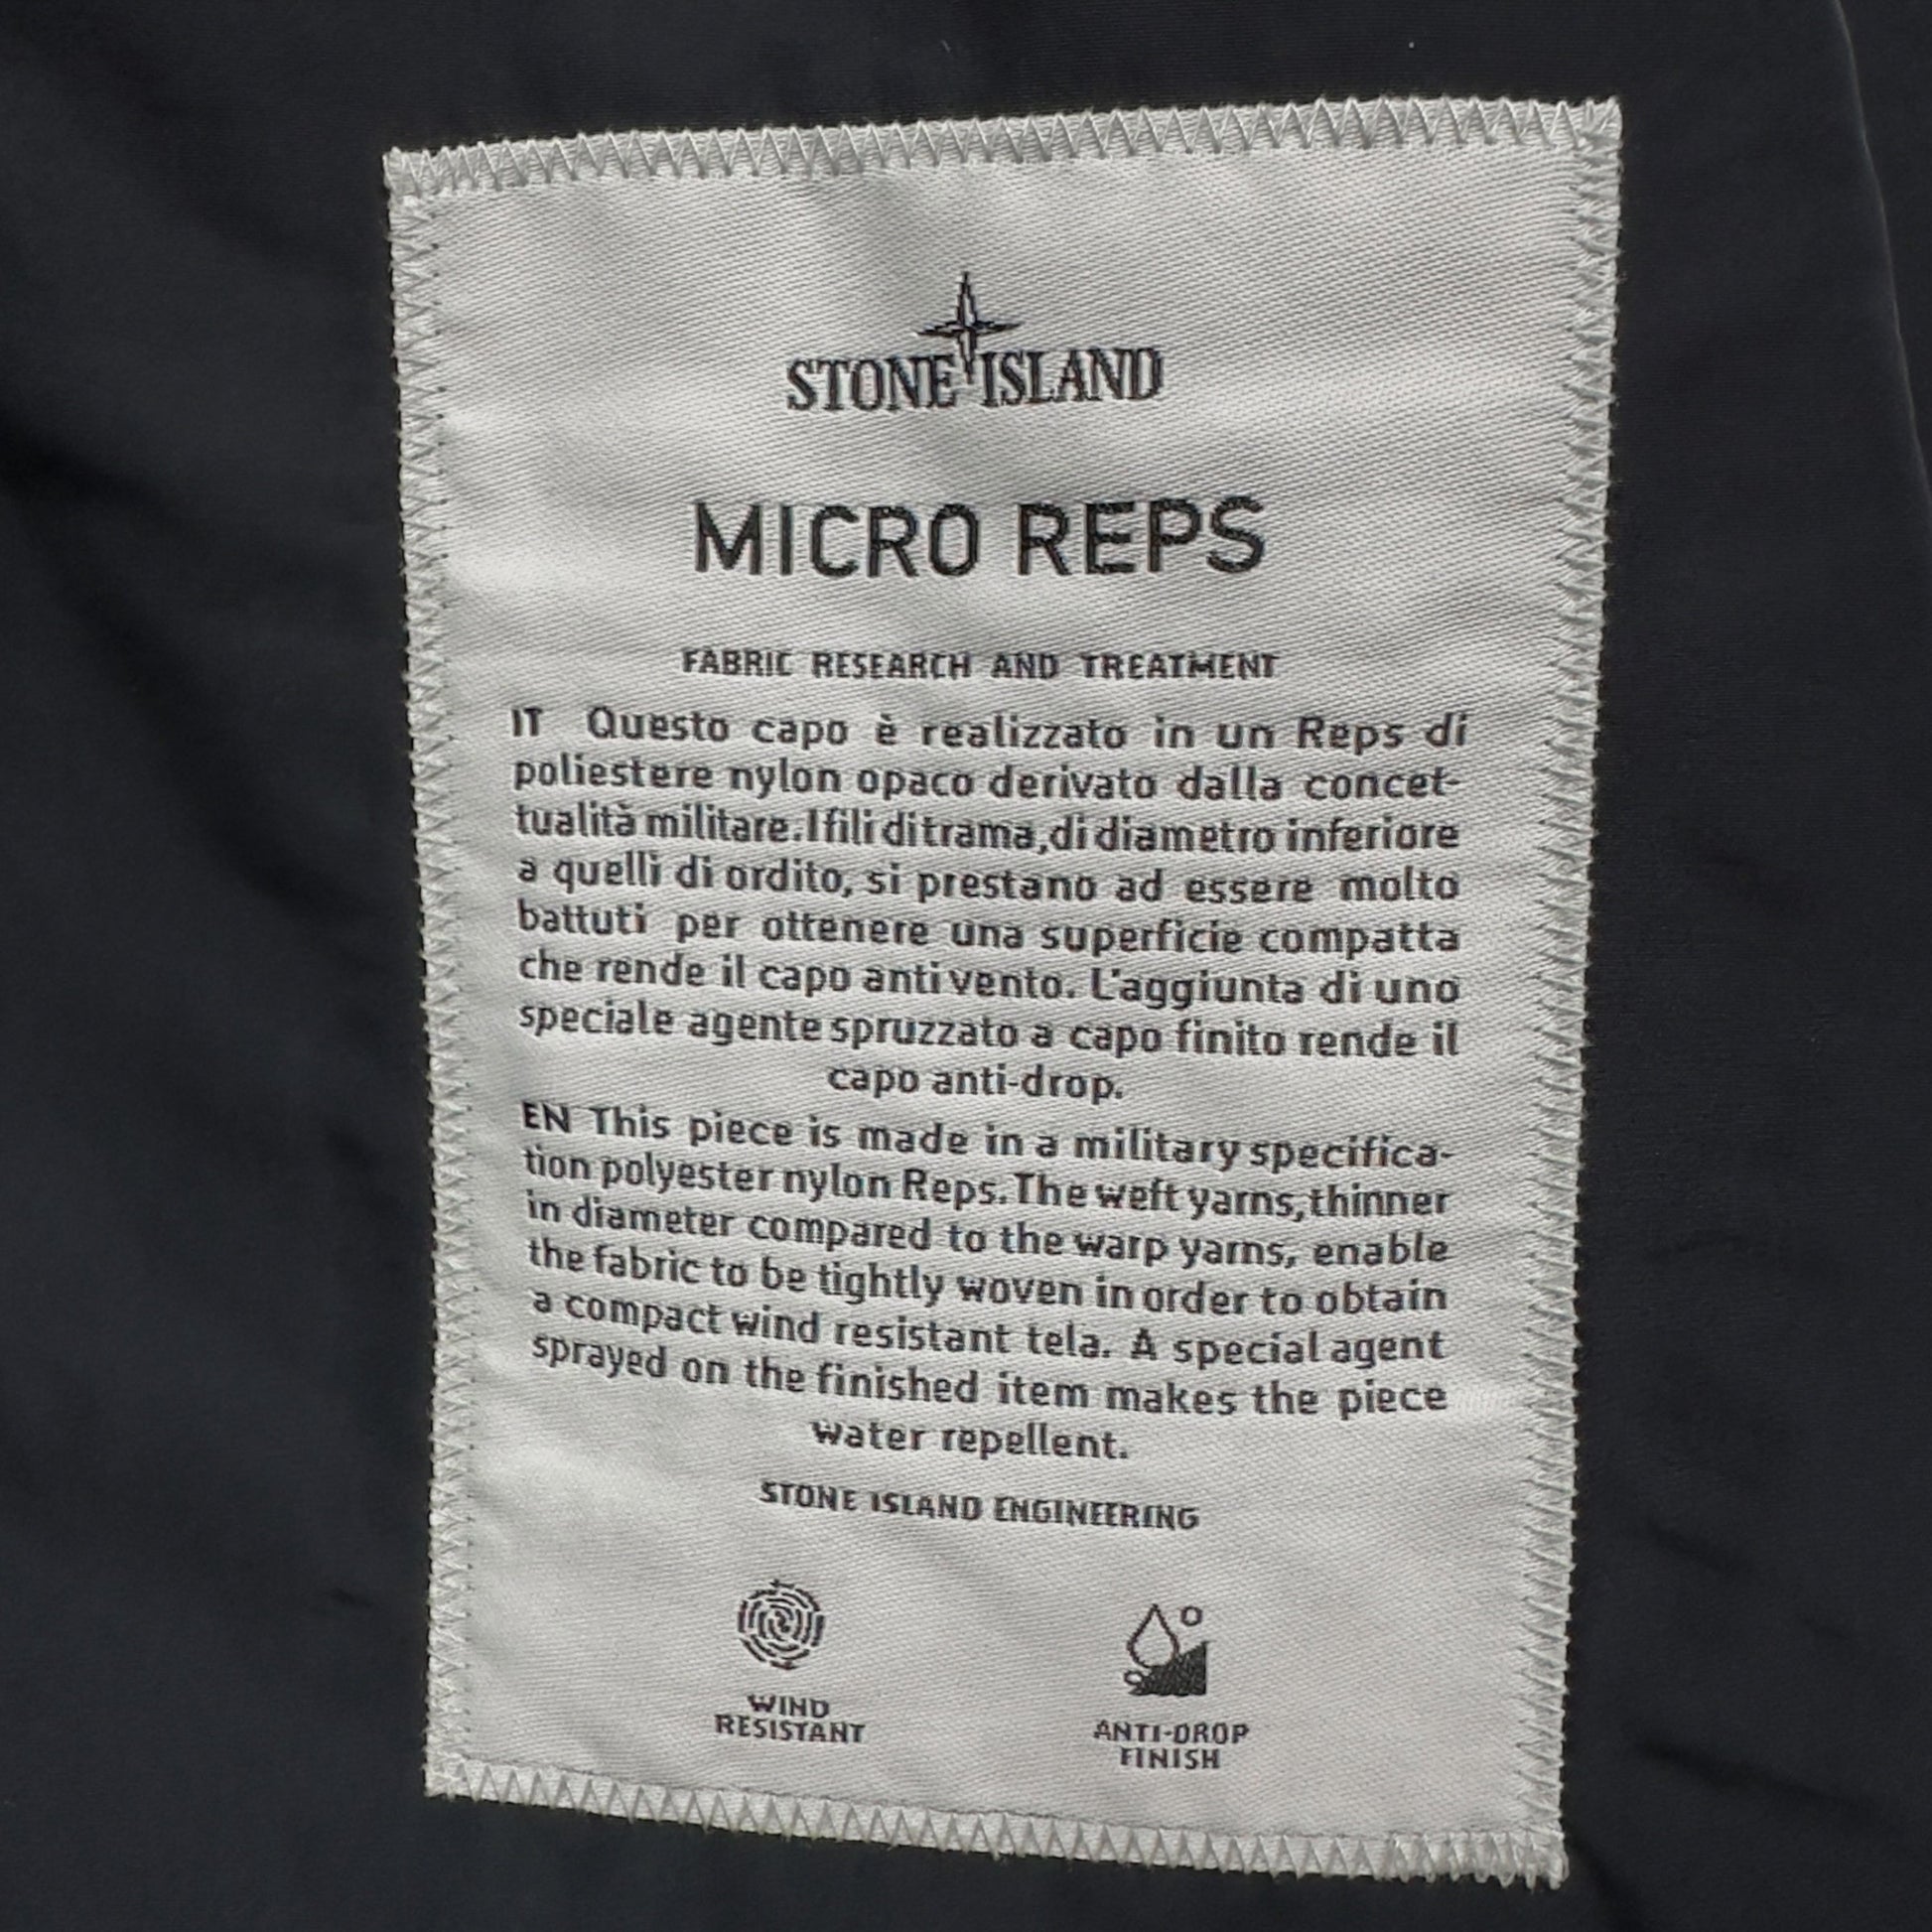 STONE ISLAND
MICRO REPS
FABRIC RESEARCH AND TREATMENT
IT Questo capo è realizzato in un Reps di
poliestere nylon opaco derivato dalla concet-
tualità militare. I fili di trama, di diametro inferiore
a quelli di ordito, si prestano ad essere molto
battuti per ottenere una superficie compatta
che rende il capo anti vento. L'aggiunta di uno
speciale agente spruzzato a capo finito rende il
capo anti-drop.
EN This piece is made in a military specifica-
tion polyester nylon Reps. The weft yarns, thinner
in diameter compared to the warp yarns, enable
the fabric to be tightly woven in order to obtain
a compact wind resistant tela. A special agent
sprayed on the finished item makes the piece
water repellent.
STONE ISLAND ENGINEERING
WIND
RESISTANT
ANTI-DROP
FINISH